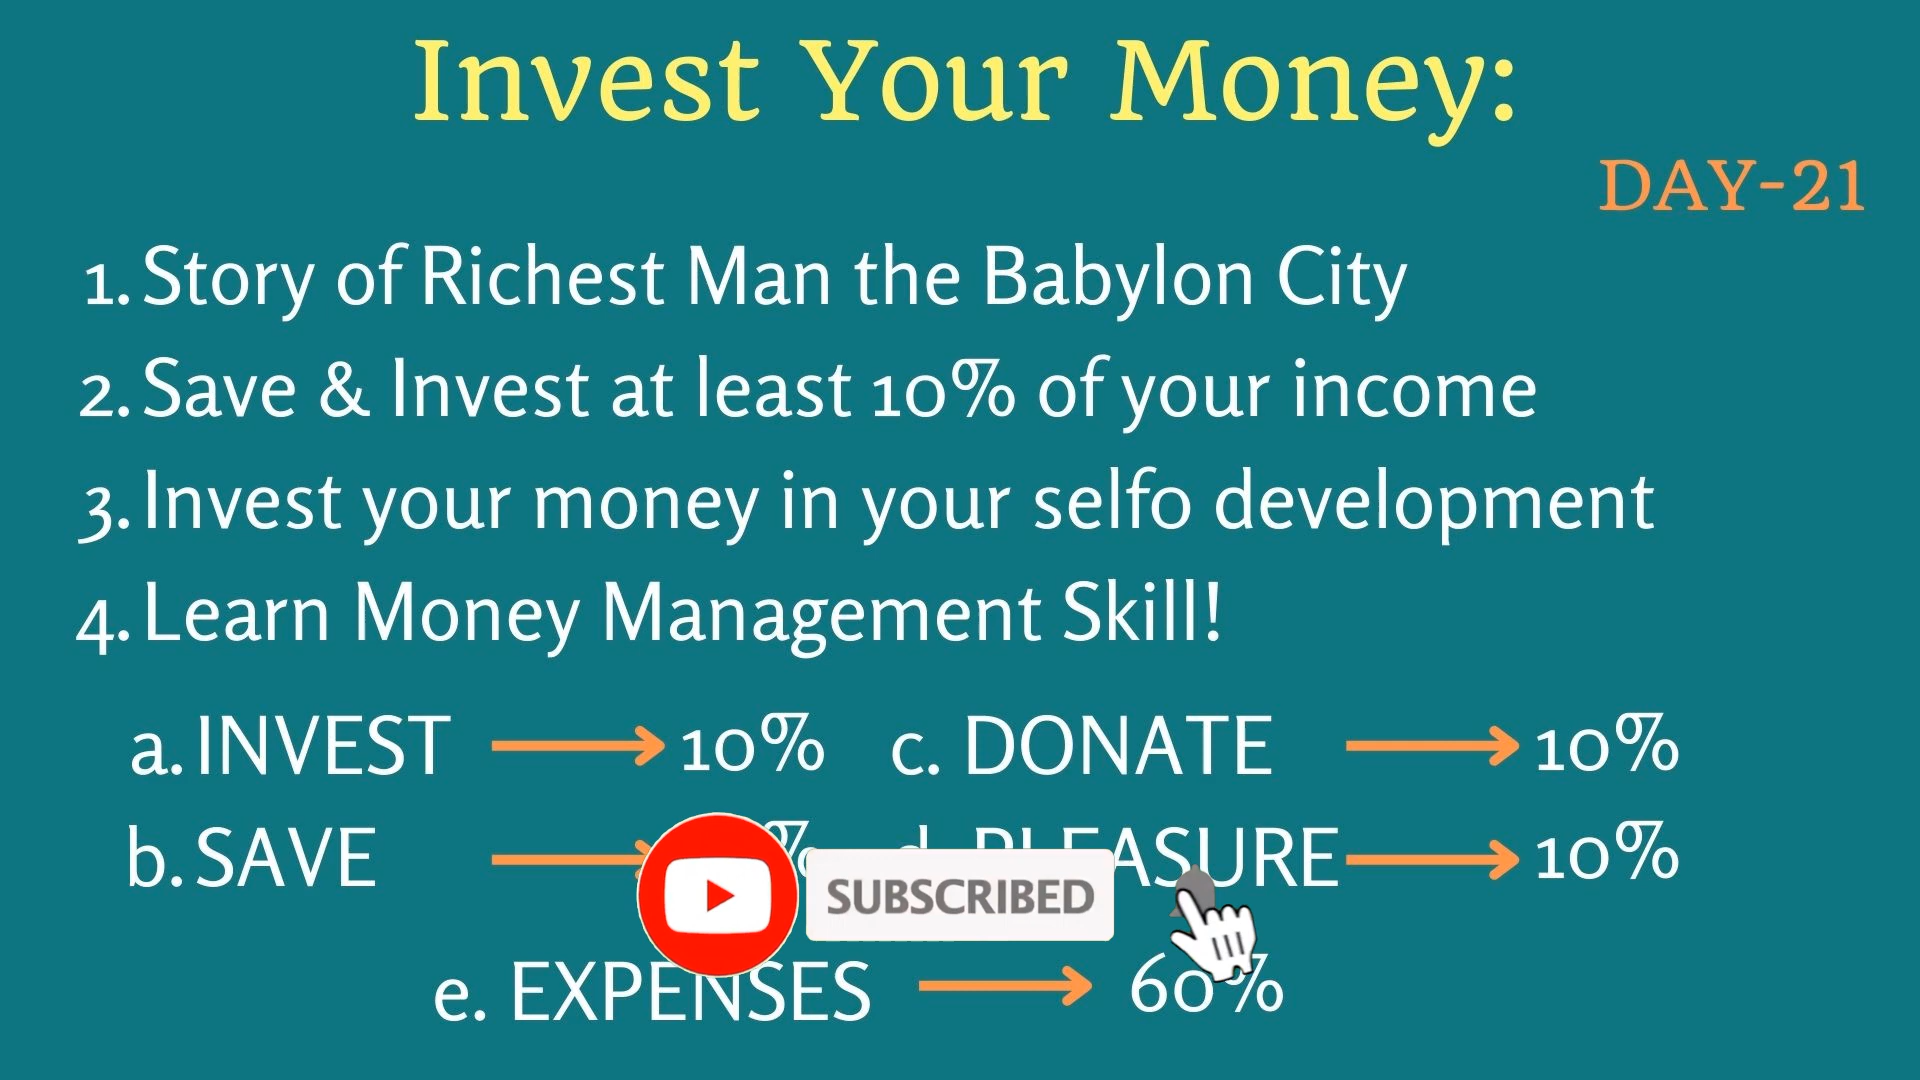 Invest Your Money:
DAY-21
1. Story of Richest Man the Babylon City
2. Save & Invest at least 10% of your income
3. Invest your money in your selfo development
4. Learn Money Management Skill!
a. INVEST 10% c. DONATE 10%
b. SAVE % d. PLEASURE 10%
SUBSCRIBED
e. EXPENSES 60%